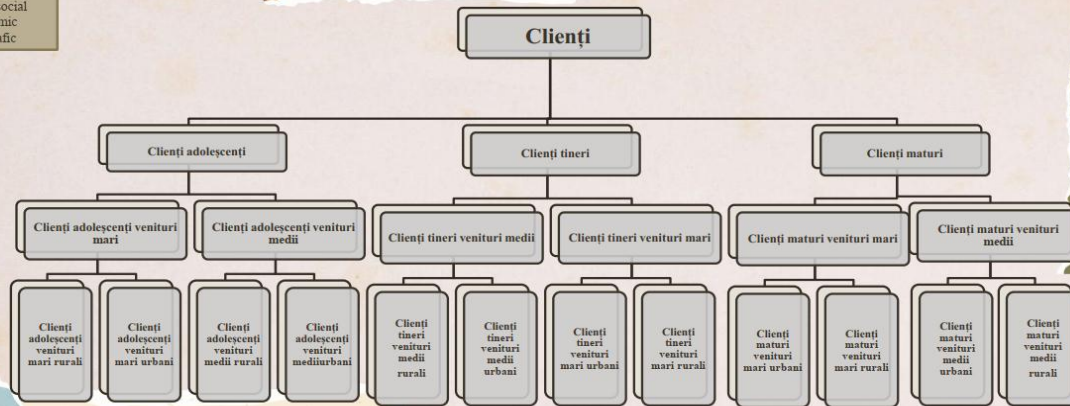 social
Clienți
Clienți adolescenți
Clienți tineri
Clienți maturi
Clienți adolescenți venituri
mari
Clienți adolescenți venituri
medii
Clienți tineri venituri medii
Clienți tineri venituri mari
Clienți maturi venituri mari
Clienți maturi venituri
medii
Clienți
adolescenți
venituri
mari rurali
Clienți
adolescenți
venituri
mari urbani
Clienți
adolescenți
venituri
medii rurali
Clienți
adolescenți
venituri
mediiurbani
Clienți
tineri
venituri
medii
rurali
Clienți
tineri
venituri
medii
urbani
Clienți
tineri
venituri
mari urbani
Clienți
tineri
venituri
mari rurali
Clienți
maturi
venituri
mari urbani
Clienți
maturi
venituri
mari rurali
Clienți
maturi
venituri
medii
urbani
Clienți
maturi
venituri
medii
rurali